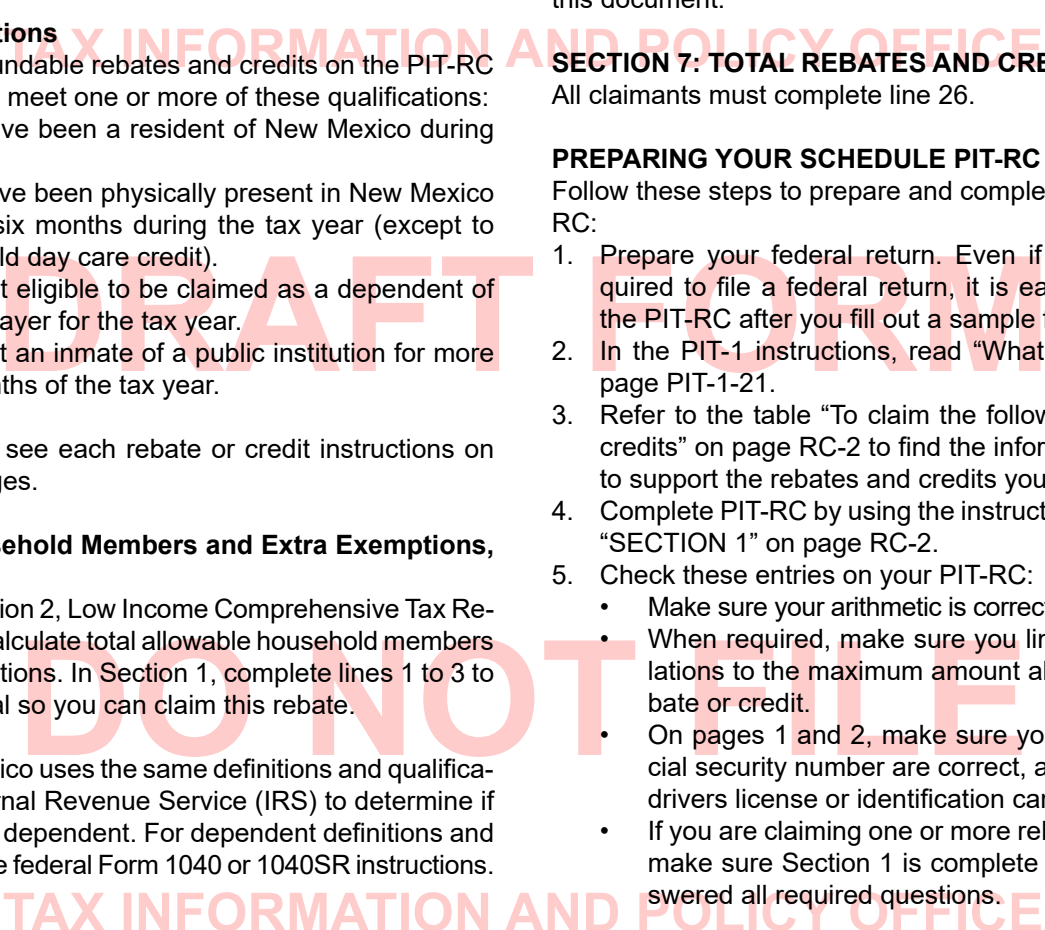 tions
undable rebates and credits on the PIT-RC
meet one or more of these qualifications:
ve been a resident of New Mexico during
ve been physically present in New Mexico
six months during the tax year (except to
ld day care credit).
t eligible to be claimed as a dependent of
ayer for the tax year.
t an inmate of a public institution for more
ths of the tax year.
see each rebate or credit instructions on
ges.
sehold Members and Extra Exemptions,
ion 2, Low Income Comprehensive Tax Re-
alculate total allowable household members
tions. In Section 1, complete lines 1 to 3 to
al so you can claim this rebate.
ico uses the same definitions and qualifica-
rnal Revenue Service (IRS) to determine if
dependent. For dependent definitions and
e federal Form 1040 or 1040SR instructions.
this document.
SECTION 7: TOTAL REBATES AND CRE
All claimants must complete line 26.
PREPARING YOUR SCHEDULE PIT-RC
Follow these steps to prepare and comple
RC:
1. Prepare your federal return. Even if
quired to file a federal return, it is ea
the PIT-RC after you fill out a sample f
2. In the PIT-1 instructions, read “What
page PIT-1-21.
3. Refer to the table “To claim the follow
credits” on page RC-2 to find the infor
to support the rebates and credits you
4. Complete PIT-RC by using the instruct
“SECTION 1” on page RC-2.
5. Check these entries on your PIT-RC:
• Make sure your arithmetic is correct
• When required, make sure you lin
lations to the maximum amount al
bate or credit.
• On pages 1 and 2, make sure yo
cial security number are correct, a
drivers license or identification car
• If you are claiming one or more rel
make sure Section 1 is complete
swered all required questions.
TAX INFORMATION AND POLICY OFFICE
DRAFT FORM
DO NOT FILE
TAX INFORMATION AND POLICY OFFICE